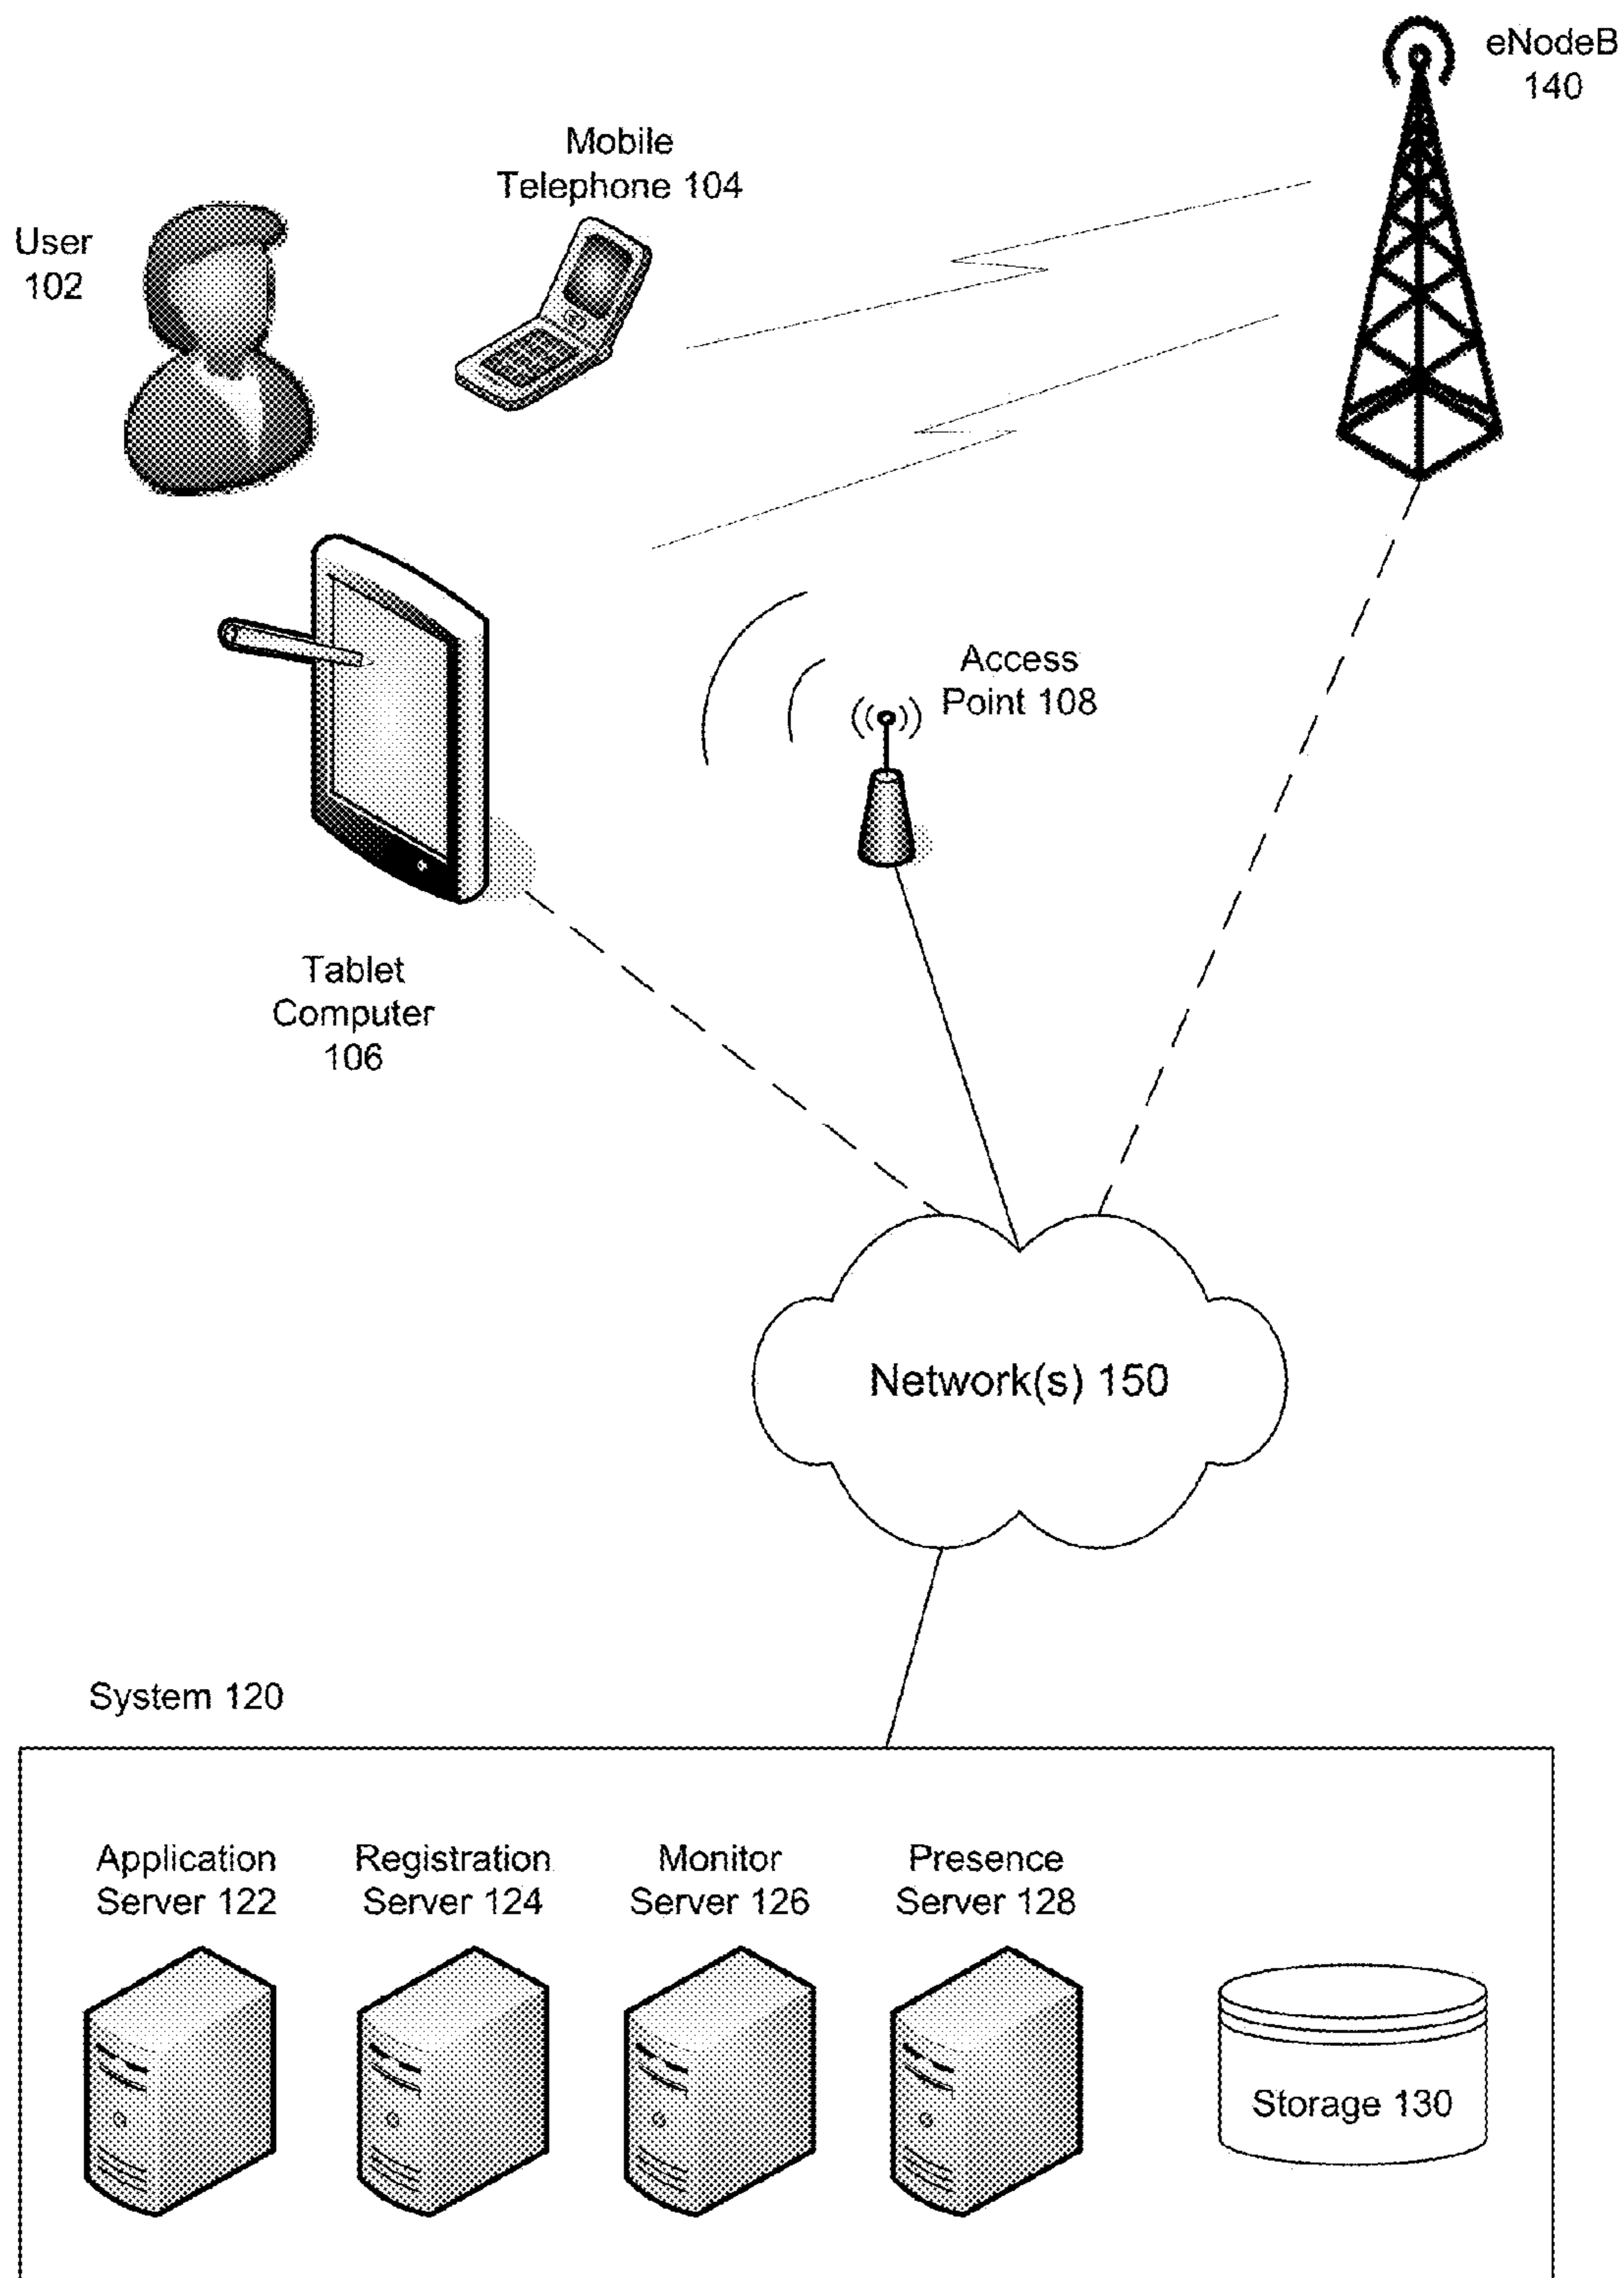 eNodeB
140
Mobile
Telephone 104
User
102
Access
Point 108
Tablet
Computer
106
Network(s) 150
System 120
Application
Server 122
Registration
Server 124
Monitor
Server 126
Presence
Server 128
Storage 130